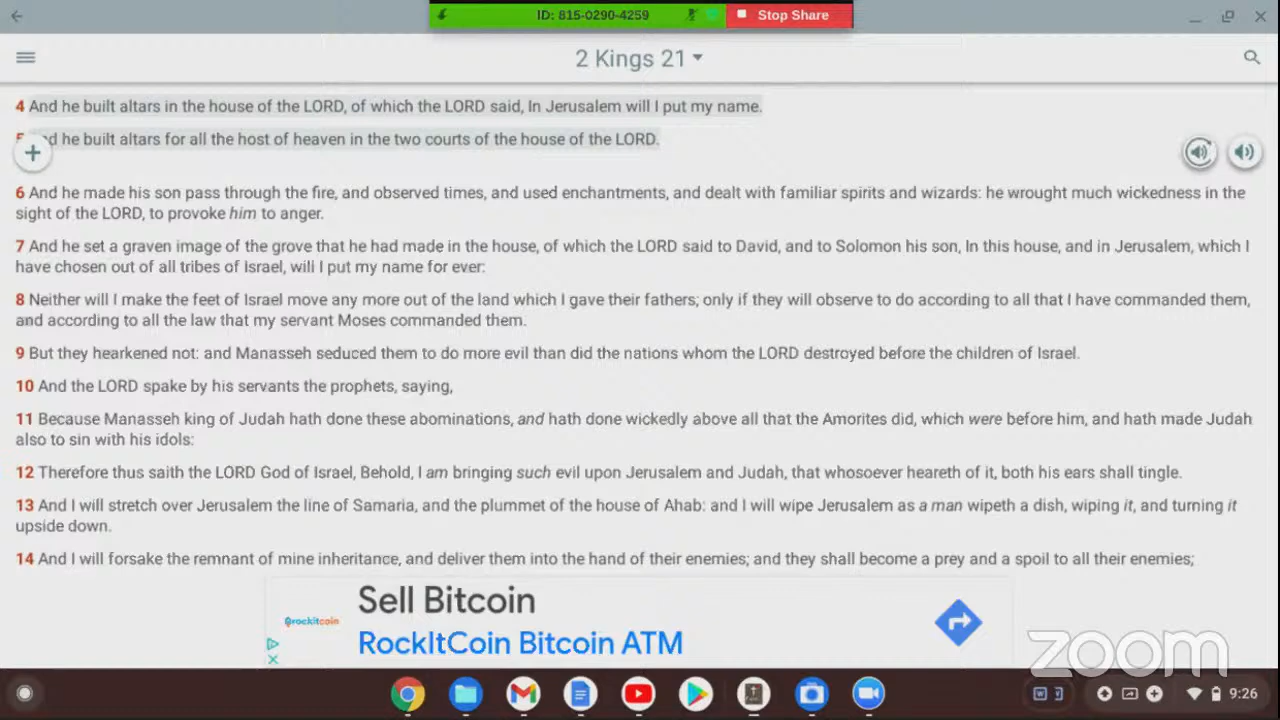 ID: 815-0290-4259
Stop Share
2 Kings 21
4 And he built altars in the house of the LORD, of which the LORD said, In Jerusalem will I put my name.
he built altars for all the host of heaven in the two courts of the house of the LORD.
6 And he made his son pass through the fire, and observed times, and used enchantments, and dealt with familiar spirits and wizards: he wrought much wickedness in the
sight of the LORD, to provoke him to anger.
7 And he set a graven image of the grove that he had made in the house, of which the LORD said to David, and to Solomon his son, In this house, and in Jerusalem, which I
have chosen out of all tribes of Israel, will I put my name for ever:
8 Neither will I make the feet of Israel move any more out of the land which I gave their fathers; only if they will observe to do according to all that I have commanded them,
and according to all the law that my servant Moses commanded them.
9 But they hearkened not: and Manasseh seduced them to do more evil than did the nations whom the LORD destroyed before the children of Israel.
10 And the LORD spake by his servants the prophets, saying,
11 Because Manasseh king of Judah hath done these abominations, and hath done wickedly above all that the Amorites did, which were before him, and hath made Judah
also to sin with his idols:
12 Therefore thus saith the LORD God of Israel, Behold, I am bringing such evil upon Jerusalem and Judah, that whosoever heareth of it, both his ears shall tingle.
13 And I will stretch over Jerusalem the line of Samaria, and the plummet of the house of Ahab: and I will wipe Jerusalem as a man wipeth a dish, wiping it, and turning it
upside down.
14 And I will forsake the remnant of mine inheritance, and deliver them into the hand of their enemies; and they shall become a prey and a spoil to all their enemies;
Sell Bitcoin
rockitcoin
RockItCoin Bitcoin ATM
zoom
9:26